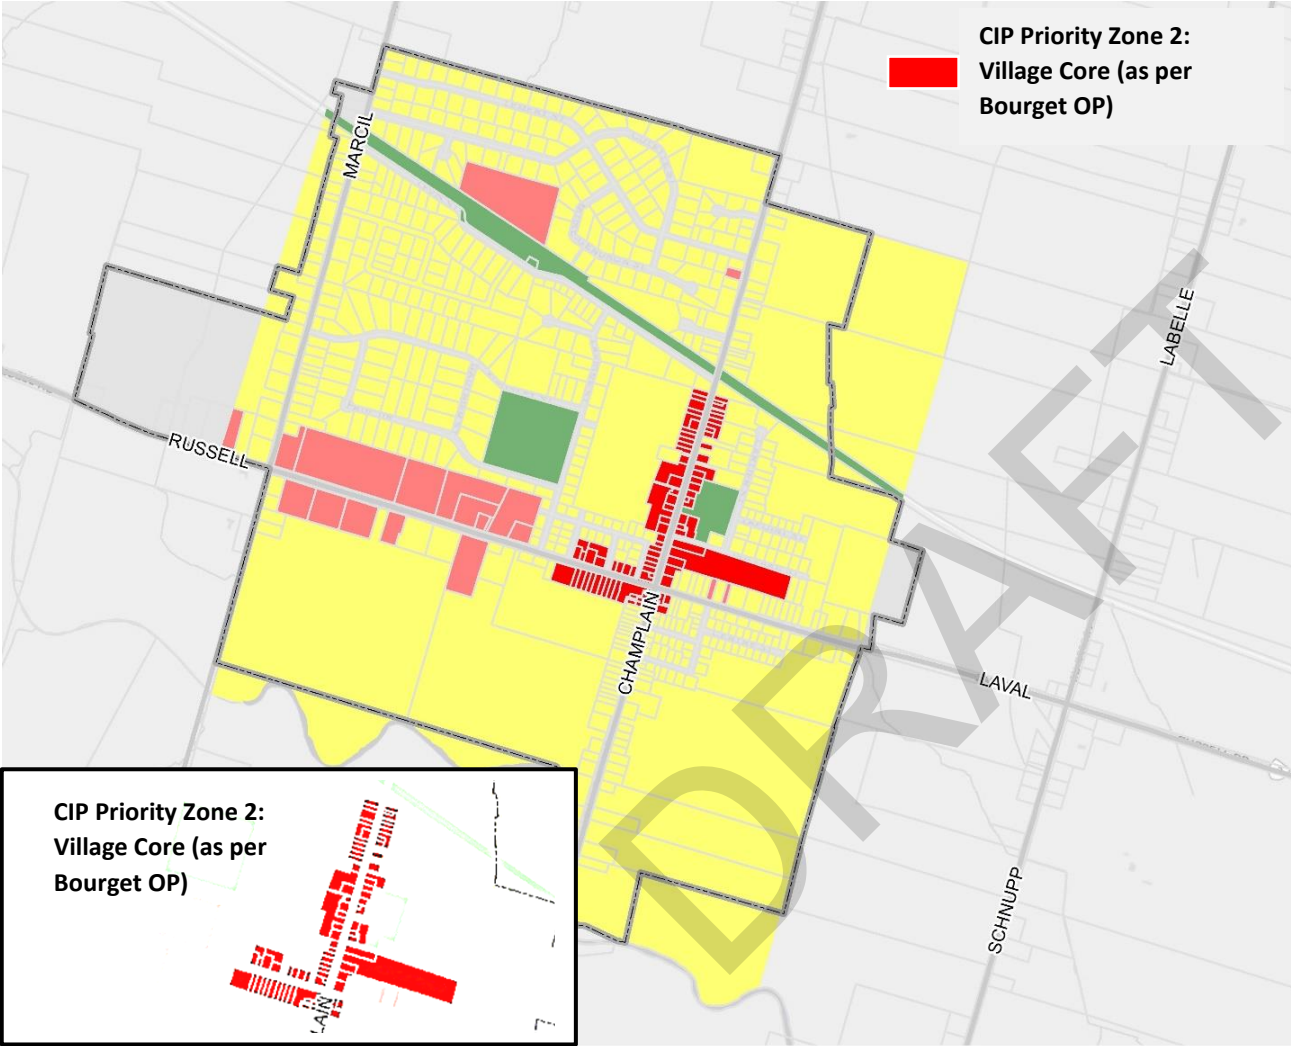 CIP Priority Zone 2:
Village Core (as per
Bourget OP)
MARCIL
LABELLE
RUSSELL
CHAMPLAIN
LAVAL
SCHNUPP
DRAFT
CIP Priority Zone 2:
Village Core (as per
Bourget OP)
LAIN